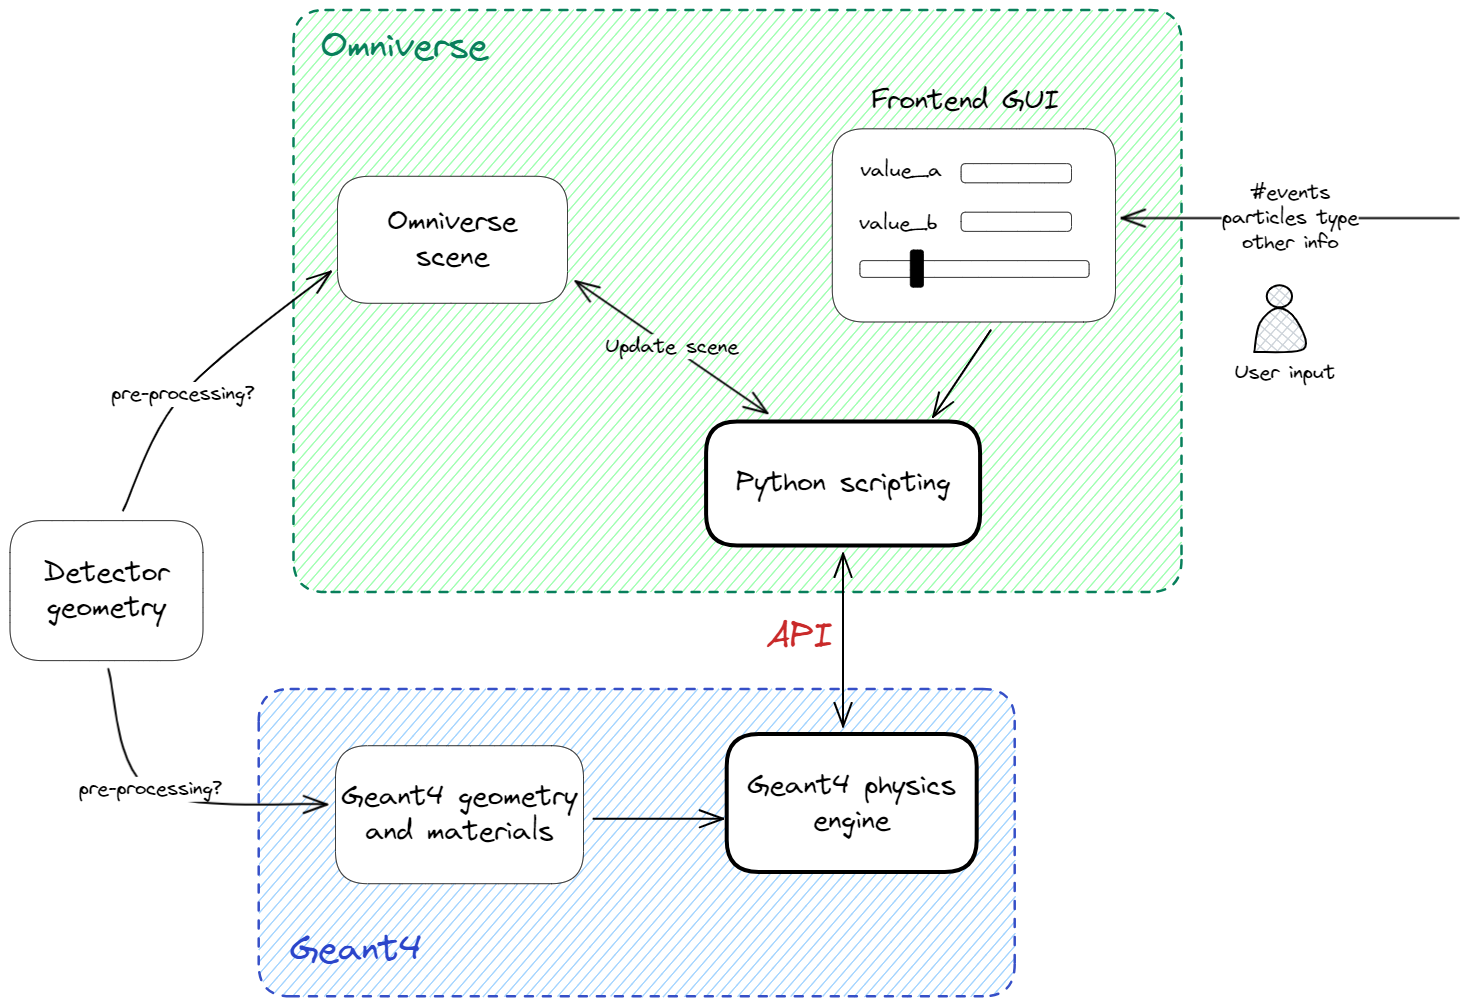 Omniverse
Frontend GUI
value_a
value_b
#events
particles type
other info
User input
Omniverse
scene
Update scene
pre-processing?
Python scripting
Detector
geometry
API
pre-processing?
Geant4 geometry
and materials
Geant4 physics
engine
Geant4